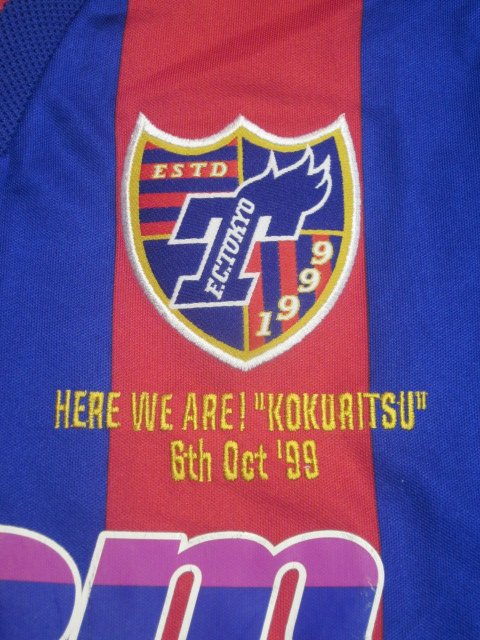 ESTD
F.C.TOKYO
1999
HERE WE ARE! "KOKURITSU"
6th Oct '99